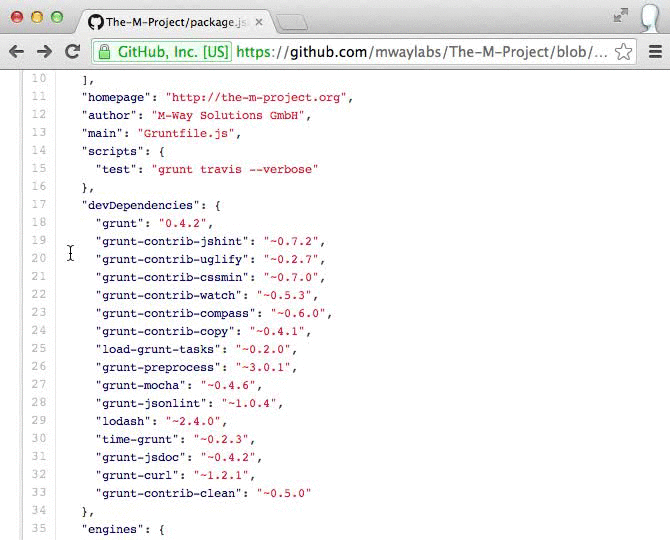 The-M-Project/package.js
GitHub, Inc. [US] https://github.com/mwaylabs/The-M-Project/blob/...
10 ],
11 "homepage": "http://the-m-project.org",
12 "author": "M-Way Solutions GmbH",
13 "main": "Gruntfile.js",
14 "scripts": {
15 "test": "grunt travis --verbose"
16 },
17 "devDependencies": {
18 "grunt": "0.4.2",
19 "grunt-contrib-jshint": "~0.7.2",
20 "grunt-contrib-uglify": "~0.2.7",
21 "grunt-contrib-cssmin": "~0.7.0",
22 "grunt-contrib-watch": "~0.5.3",
23 "grunt-contrib-compass": "~0.6.0",
24 "grunt-contrib-copy": "~0.4.1",
25 "load-grunt-tasks": "~0.2.0",
26 "grunt-preprocess": "~3.0.1",
27 "grunt-mocha": "~0.4.6",
28 "grunt-jsonlint": "~1.0.4",
29 "lodash": "~2.4.0",
30 "time-grunt": "~0.2.3",
31 "grunt-jsdoc": "~0.4.2",
32 "grunt-curl": "~1.2.1",
33 "grunt-contrib-clean": "~0.5.0"
34 },
35 "engines": {